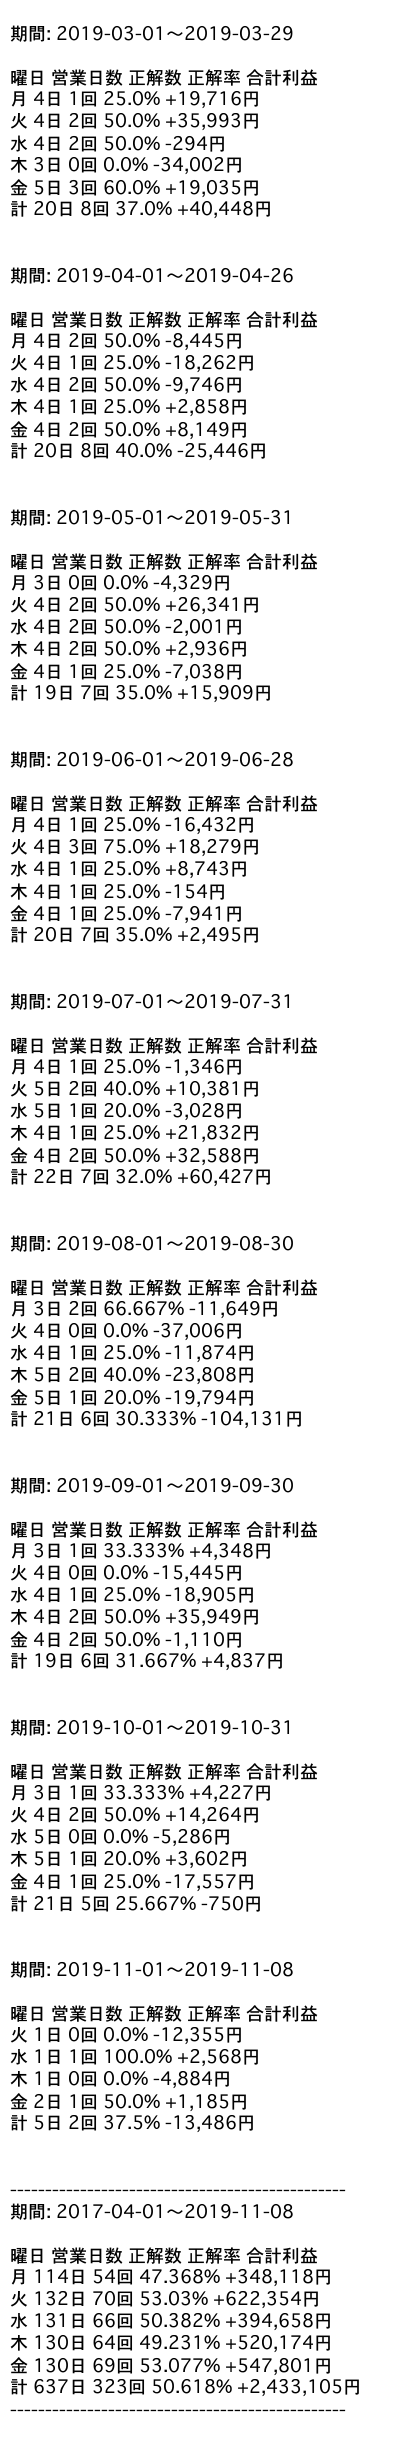 期間: 2019-03-01～2019-03-29
曜日 営業日数 正解数 正解率 合計利益
月 4日 1回 25.0% +19,716円
火 4日 2回 50.0% +35,993円
水 4日 2回 50.0% -294円
木 3日 0回 0.0% -34,002円
金 5日 3回 60.0% +19,035円
計 20日 8回 37.0% +40,448円
期間: 2019-04-01～2019-04-26
曜日 営業日数 正解数 正解率 合計利益
月 4日 2回 50.0% -8,445円
火 4日 1回 25.0% -18,262円
水 4日 2回 50.0% -9,746円
木 4日 1回 25.0% +2,858円
金 4日 2回 50.0% +8,149円
計 20日 8回 40.0% -25,446円
期間: 2019-05-01～2019-05-31
曜日 営業日数 正解数 正解率 合計利益
月 3日 0回 0.0% -4,329円
火 4日 2回 50.0% +26,341円
水 4日 2回 50.0% -2,001円
木 4日 2回 50.0% +2,936円
金 4日 1回 25.0% -7,038円
計 19日 7回 35.0% +15,909円
期間: 2019-06-01～2019-06-28
曜日 営業日数 正解数 正解率 合計利益
月 4日 1回 25.0% -16,432円
火 4日 3回 75.0% +18,279円
水 4日 1回 25.0% +8,743円
木 4日 1回 25.0% -154円
金 4日 1回 25.0% -7,941円
計 20日 7回 35.0% +2,495円
期間: 2019-07-01～2019-07-31
曜日 営業日数 正解数 正解率 合計利益
月 4日 1回 25.0% -1,346円
火 5日 2回 40.0% +10,381円
水 5日 1回 20.0% -3,028円
木 4日 1回 25.0% +21,832円
金 4日 2回 50.0% +32,588円
計 22日 7回 32.0% +60,427円
期間: 2019-08-01～2019-08-30
曜日 営業日数 正解数 正解率 合計利益
月 3日 2回 66.667% -11,649円
火 4日 0回 0.0% -37,006円
水 4日 1回 25.0% -11,874円
木 5日 2回 40.0% -23,808円
金 5日 1回 20.0% -19,794円
計 21日 6回 30.333% -104,131円
期間: 2019-09-01～2019-09-30
曜日 営業日数 正解数 正解率 合計利益
月 3日 1回 33.333% +4,348円
火 4日 0回 0.0% -15,445円
水 4日 1回 25.0% -18,905円
木 4日 2回 50.0% +35,949円
金 4日 2回 50.0% -1,110円
計 19日 6回 31.667% +4,837円
期間: 2019-10-01～2019-10-31
曜日 営業日数 正解数 正解率 合計利益
月 3日 1回 33.333% +4,227円
火 4日 2回 50.0% +14,264円
水 5日 0回 0.0% -5,286円
木 5日 1回 20.0% +3,602円
金 4日 1回 25.0% -17,557円
計 21日 5回 25.667% -750円
期間: 2019-11-01～2019-11-08
曜日 営業日数 正解数 正解率 合計利益
火 1日 0回 0.0% -12,355円
水 1日 1回 100.0% +2,568円
木 1日 0回 0.0% -4,884円
金 2日 1回 50.0% +1,185円
計 5日 2回 37.5% -13,486円
------------------------------------------------
期間: 2017-04-01～2019-11-08
曜日 営業日数 正解数 正解率 合計利益
月 114日 54回 47.368% +348,118円
火 132日 70回 53.03% +622,354円
水 131日 66回 50.382% +394,658円
木 130日 64回 49.231% +520,174円
金 130日 69回 53.077% +547,801円
計 637日 323回 50.618% +2,433,105円
------------------------------------------------